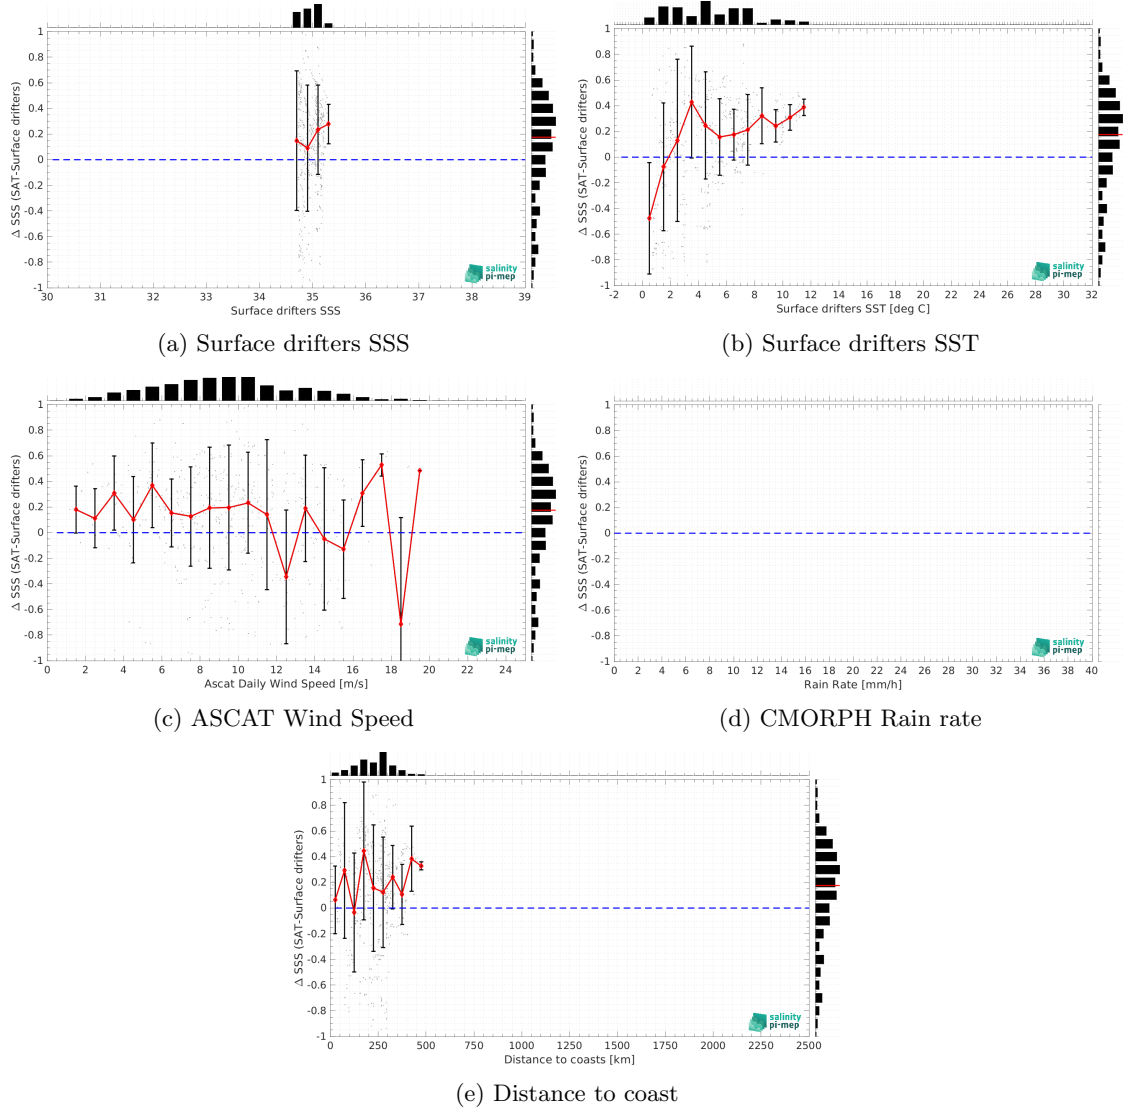 1
0.8
0.6
0.4
0.2
0
-0.2
-0.4
-0.6
-0.8
-1
Δ SSS (SAT-Surface drifters)
30 31 32 33 34 35 36 37 38 39
Surface drifters SSS
salinity
pi-mep
(a) Surface drifters SSS
1
0.8
0.6
0.4
0.2
0
-0.2
-0.4
-0.6
-0.8
-1
Δ SSS (SAT-Surface drifters)
-2 0 2 4 6 8 10 12 14 16 18 20 22 24 26 28 30 32
Surface drifters SST [deg C]
salinity
pi-mep
(b) Surface drifters SST
1
0.8
0.6
0.4
0.2
0
-0.2
-0.4
-0.6
-0.8
-1
Δ SSS (SAT-Surface drifters)
2 4 6 8 10 12 14 16 18 20 22 24
Ascat Daily Wind Speed [m/s]
salinity
pi-mep
(c) ASCAT Wind Speed
1
0.8
0.6
0.4
0.2
0
-0.2
-0.4
-0.6
-0.8
-1
Δ SSS (SAT-Surface drifters)
0 2 4 6 8 10 12 14 16 18 20 22 24 26 28 30 32 34 36 38 40
Rain Rate [mm/h]
salinity
pi-mep
(d) CMORPH Rain rate
1
0.8
0.6
0.4
0.2
0
-0.2
-0.4
-0.6
-0.8
-1
Δ SSS (SAT-Surface drifters)
0 250 500 750 1000 1250 1500 1750 2000 2250 2500
Distance to coasts [km]
salinity
pi-mep
(e) Distance to coast